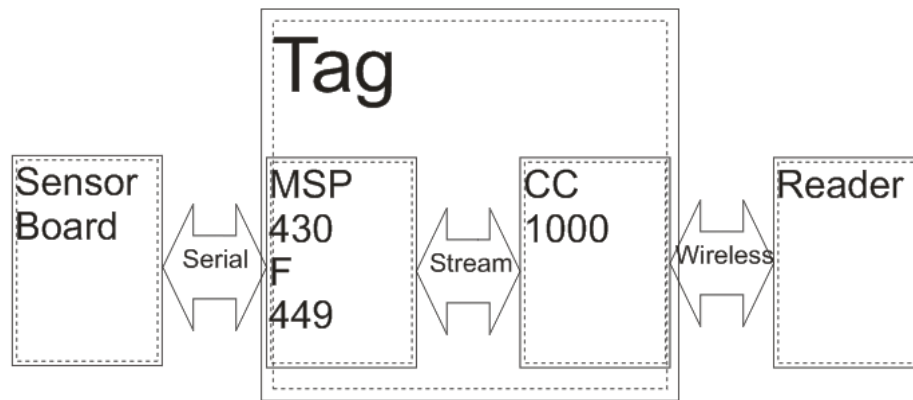 Tag
Sensor
Board
Serial
MSP
430
F
449
Stream
CC
1000
Wireless
Reader